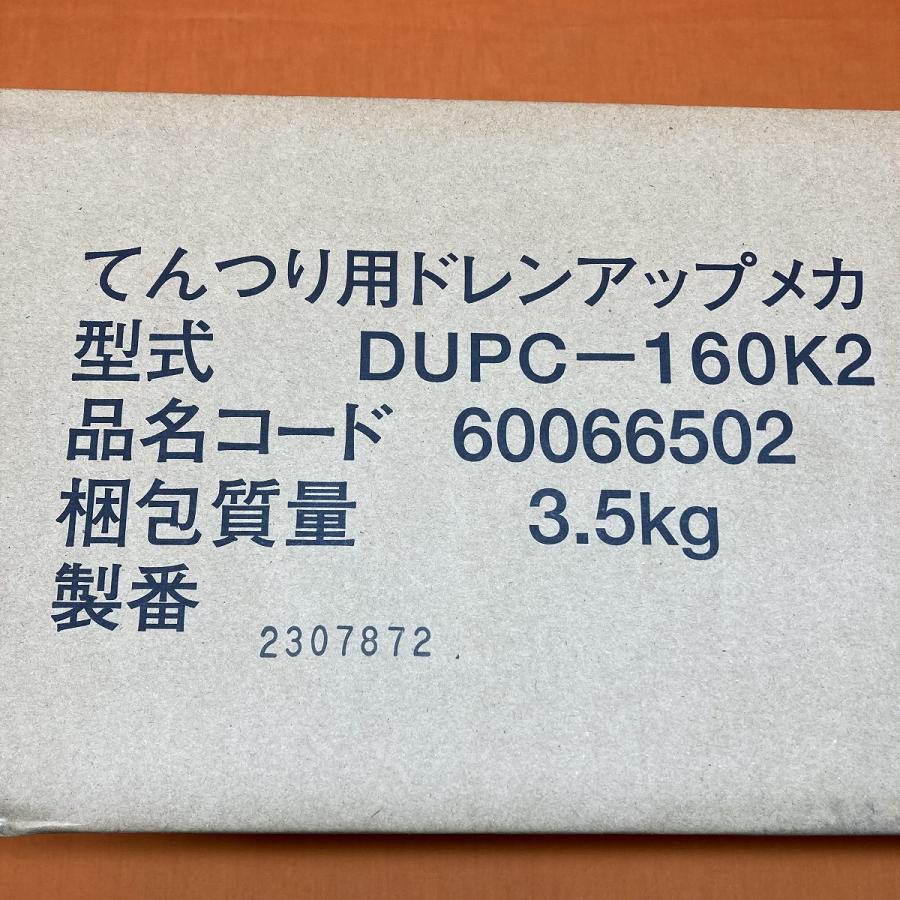 てんつり用ドレンアップメカ
型式 DUPC-160K2
品名コード 60066502
梱包質量 3.5kg
製番
2307872